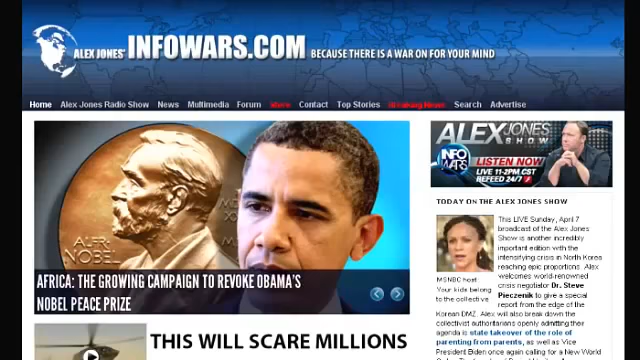 ALEX JONES' INFOWARS.COM BECAUSE THERE IS A WAR ON FOR YOUR MIND
Home Alex Jones Radio Show News Multimedia Forum Store Contact Top Stories Breaking News Search Advertise
ALFR.
NOBEL
AFRICA: THE GROWING CAMPAIGN TO REVOKE OBAMA'S
NOBEL PEACE PRIZE
THIS WILL SCARE MILLIONS
ALEX JONES
SHOW
INFO
WARS
LISTEN NOW
LIVE 11-2PM CST
REFEED 24/7
TODAY ON THE ALEX JONES SHOW
This LIVE Sunday, April 7
broadcast of the Alex
Jones Show is another
incredibly
important edition with the
intensifying crisis in North Korea
reaching epic proportions. Alex
welcomes world-renowned
crisis negotiator Dr. Steve
Pieczenik to give a special
report from the edge of the
Korean DMZ. Alex will also break down the
collectivist authoritarians openly admitting their
agenda is state takeover of the role of
parenting from parents, as well as Vice
President Biden once again calling for a New World
MSNBC host:
Your kids belong
to the collective